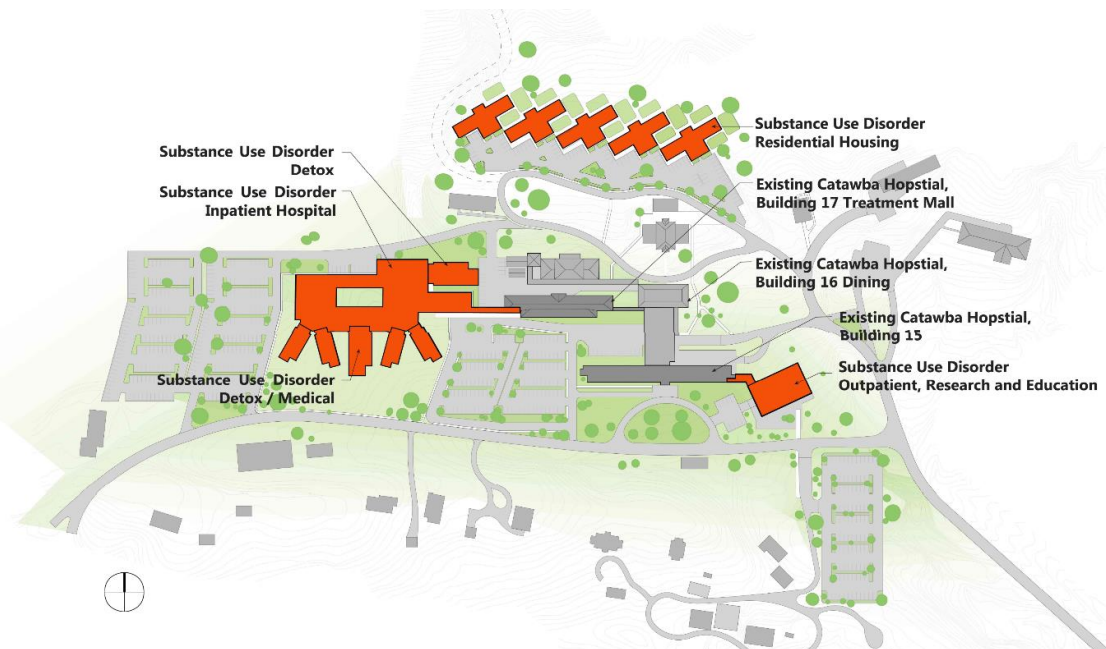 Substance Use Disorder
Residential Housing
Substance Use Disorder
Detox
Existing Catawba Hopstial,
Building 17 Treatment Mall
Substance Use Disorder
Inpatient Hospital
Existing Catawba Hopstial,
Building 16 Dining
Existing Catawba Hopstial,
Building 15
Substance Use Disorder
Outpatient, Research and Education
Substance Use Disorder
Detox / Medical